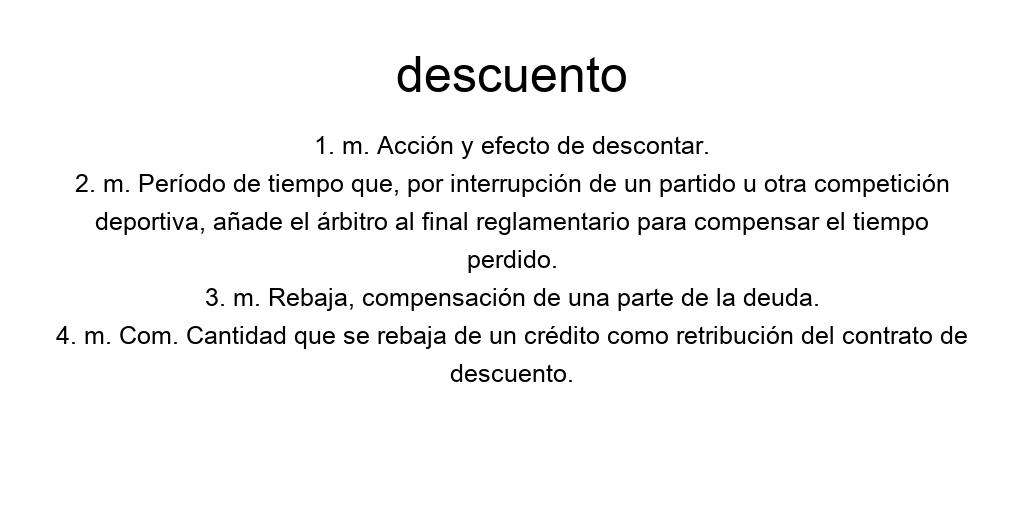 descuento
1. m. Acción y efecto de descontar.
2. m. Período de tiempo que, por interrupción de un partido u otra competición
deportiva, añade el árbitro al final reglamentario para compensar el tiempo
perdido.
3. m. Rebaja, compensación de una parte de la deuda.
4. m. Com. Cantidad que se rebaja de un crédito como retribución del contrato de
descuento.